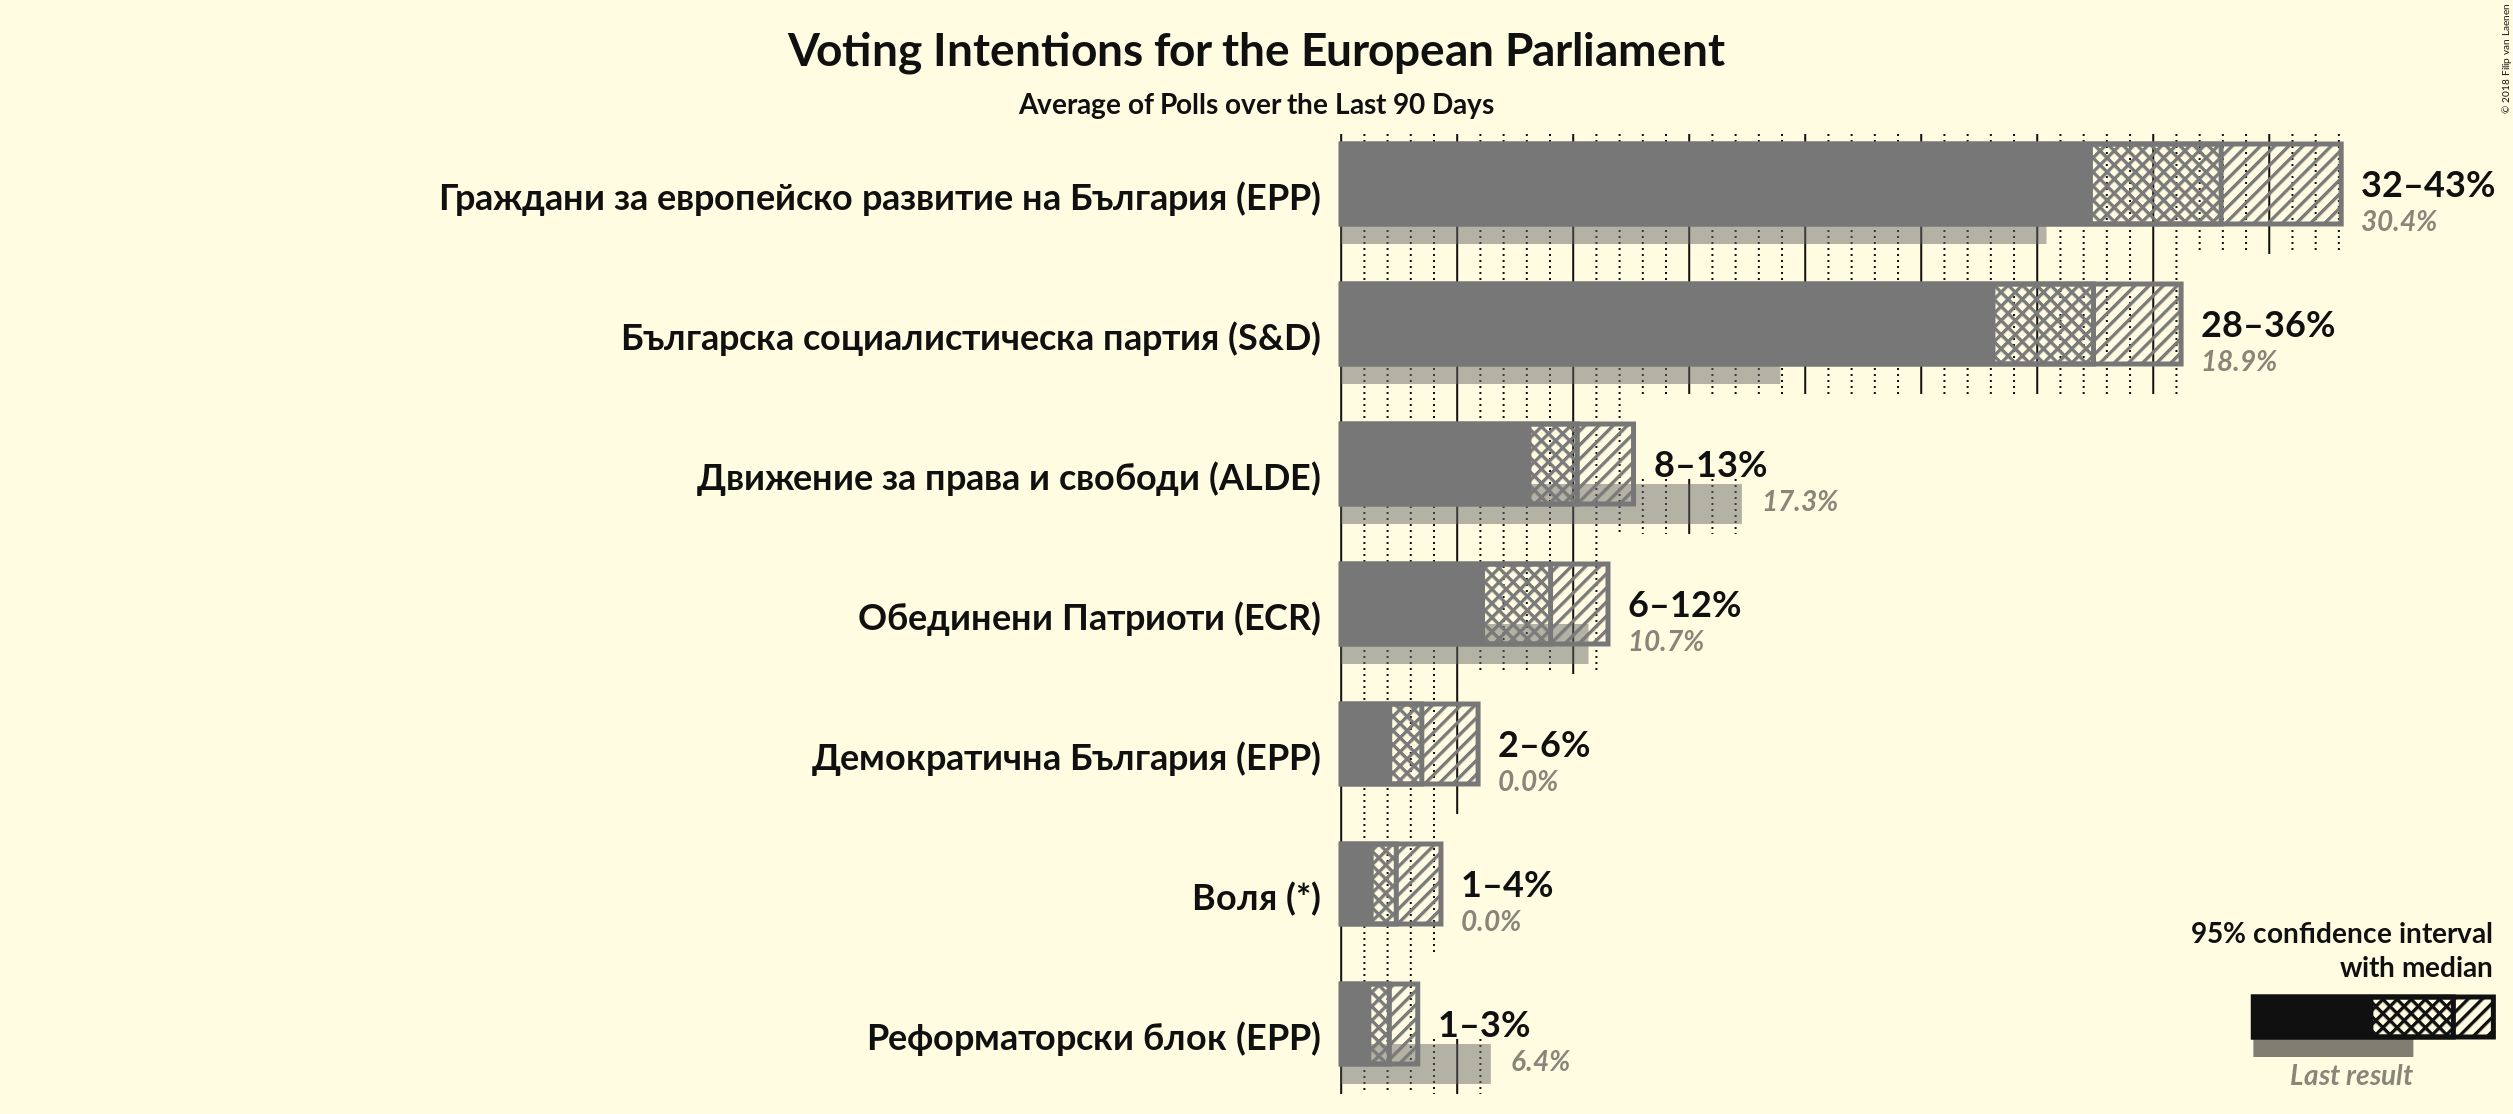 Voting Intentions for the European Parliament
Average of Polls over the Last 90 Days
© 2018 Filip van Laenen
Граждани за европейско развитие на България (EPP)
32–43%
30.4%
Българска социалистическа партия (S&D)
28–36%
18.9%
Движение за права и свободи (ALDE)
8–13%
17.3%
Обединени Патриоти (ECR)
6–12%
10.7%
Демократична България (EPP)
2–6%
0.0%
Воля (*)
1–4%
0.0%
Реформаторски блок (EPP)
1–3%
6.4%
95% confidence interval
with median
Last result